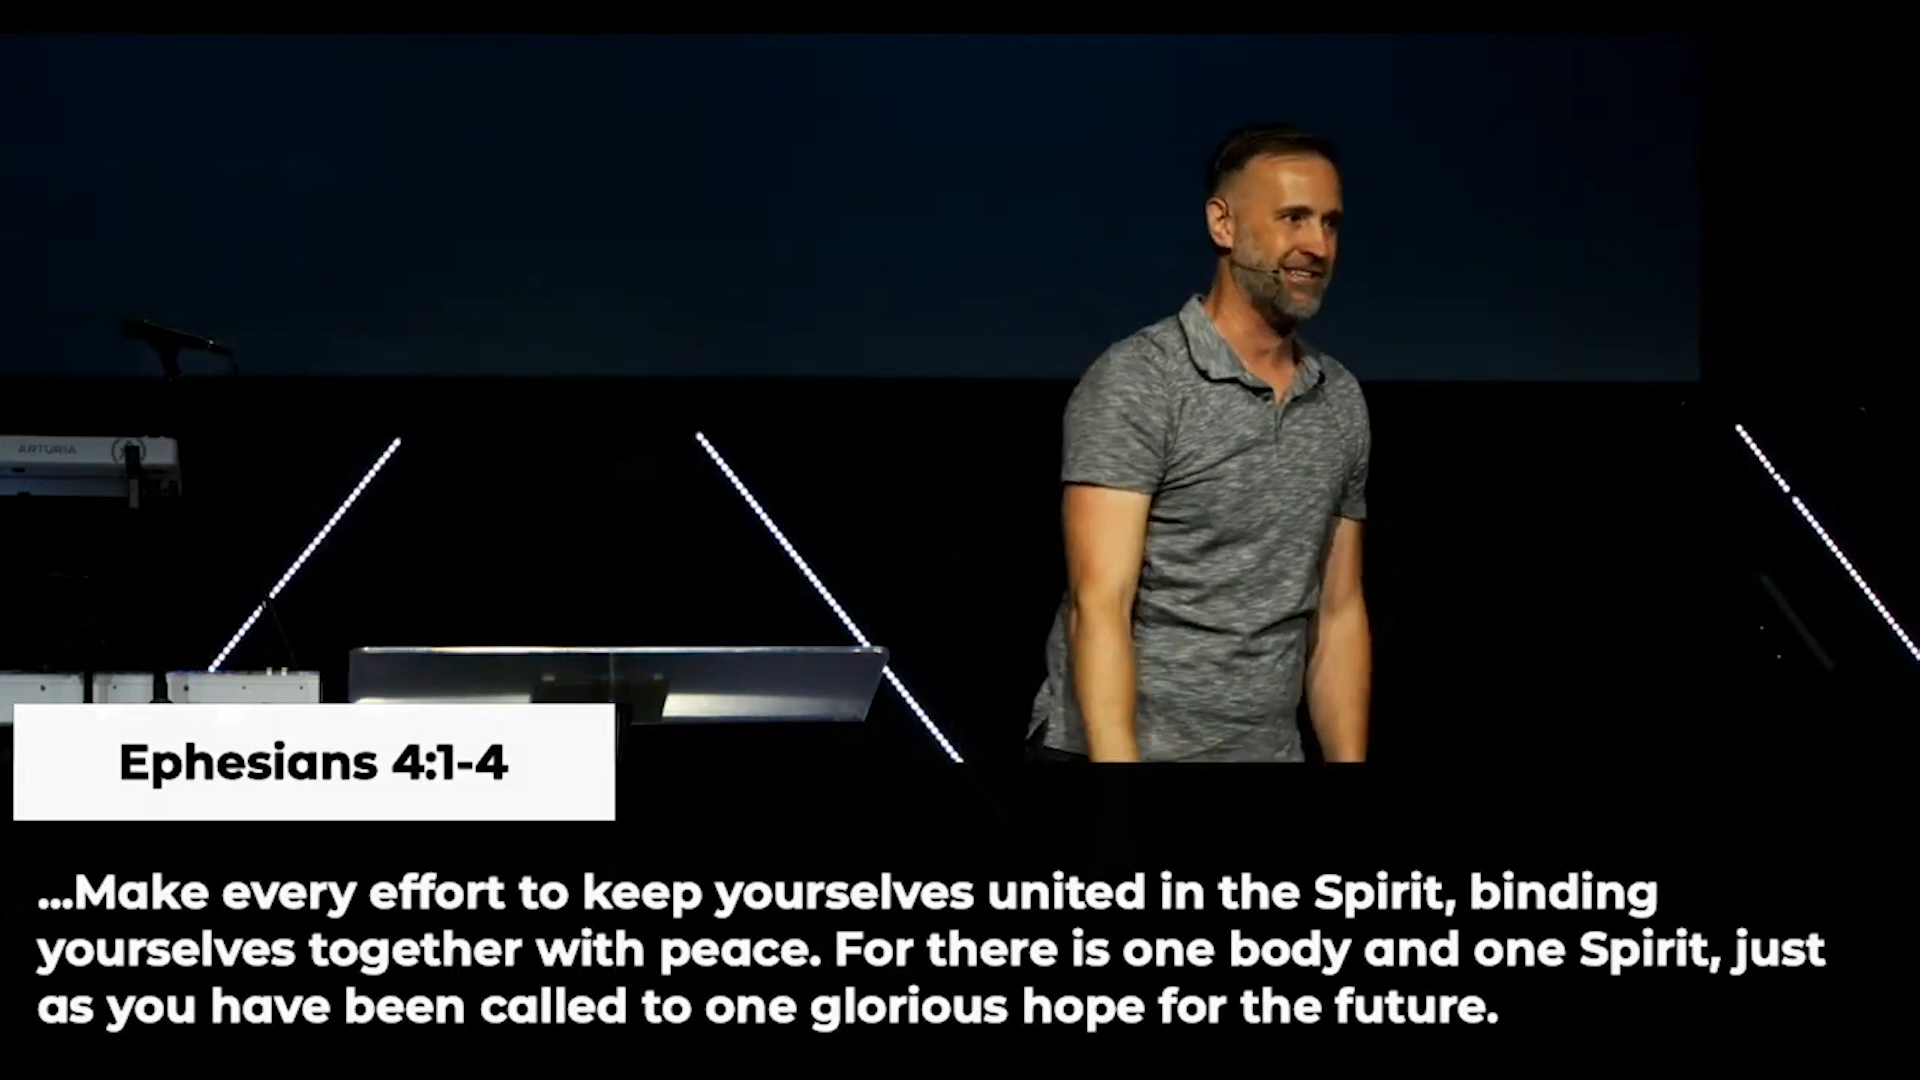 ARTURIA
Ephesians 4:1-4
...Make every effort to keep yourselves united in the Spirit, binding
yourselves together with peace. For there is one body and one Spirit, just
as you have been called to one glorious hope for the future.